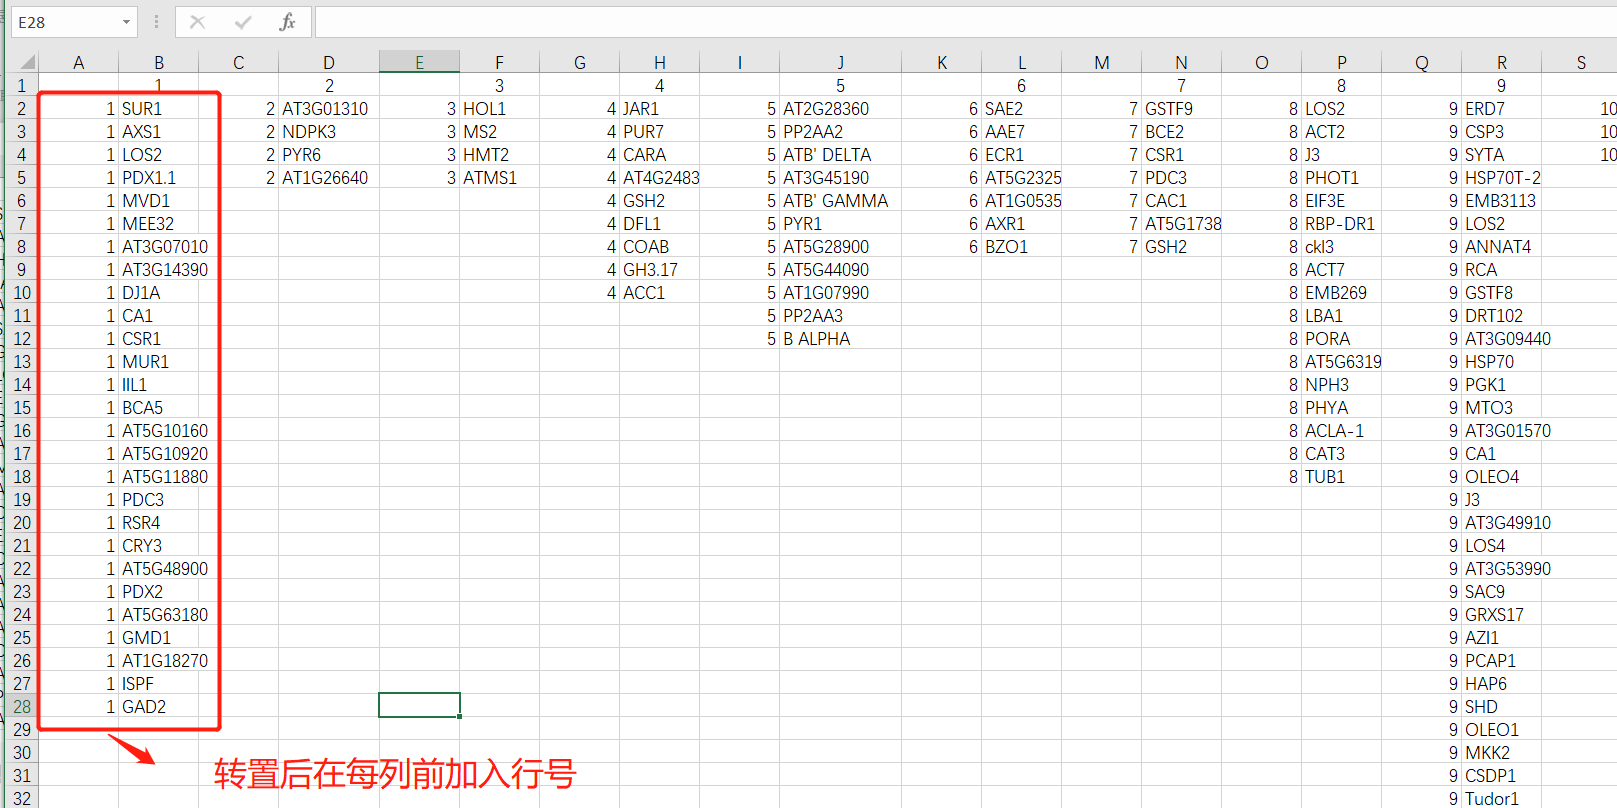 E28 fx
A B C D E F G H I J K L M N O P Q R S
1 1 2 3 4 5 6 7 8 9
2 1 SUR1 2 AT3G01310 3 HOL1 4 JAR1 5 AT2G28360 6 SAE2 7 GSTF9 8 LOS2 9 ERD7 10
3 1 AXS1 2 NDPK3 3 MS2 4 PUR7 5 PP2AA2 6 AAE7 7 BCE2 8 ACT2 9 CSP3 10
4 1 LOS2 2 PYR6 3 HMT2 4 CARA 5 ATB' DELTA 6 ECR1 7 CSR1 8 J3 9 SYTA 10
5 1 PDX1.1 2 AT1G26640 3 ATMS1 4 AT4G2483 5 AT3G45190 6 AT5G2325 7 PDC3 8 PHOT1 9 HSP70T-2
6 1 MVD1 4 GSH2 5 ATB' GAMMA 6 AT1G0535 7 CAC1 8 EIF3E 9 EMB3113
7 1 MEE32 4 DFL1 5 PYR1 6 AXR1 7 AT5G1738 8 RBP-DR1 9 LOS2
8 1 AT3G07010 4 COAB 5 AT5G28900 6 BZO1 7 GSH2 8 ckl3 9 ANNAT4
9 1 AT3G14390 4 GH3.17 5 AT5G44090 8 ACT7 9 RCA
10 1 DJ1A 4 ACC1 5 AT1G07990 8 EMB269 9 GSTF8
11 1 CA1 5 PP2AA3 8 LBA1 9 DRT102
12 1 CSR1 5 B ALPHA 8 PORA 9 AT3G09440
13 1 MUR1 8 AT5G6319 9 HSP70
14 1 IIL1 8 NPH3 9 PGK1
15 1 BCA5 8 PHYA 9 MTO3
16 1 AT5G10160 8 ACLA-1 9 AT3G01570
17 1 AT5G10920 8 CAT3 9 CA1
18 1 AT5G11880 8 TUB1 9 OLEO4
19 1 PDC3 9 J3
20 1 RSR4 9 AT3G49910
21 1 CRY3 9 LOS4
22 1 AT5G48900 9 AT3G53990
23 1 PDX2 9 SAC9
24 1 AT5G63180 9 GRXS17
25 1 GMD1 9 AZI1
26 1 AT1G18270 9 PCAP1
27 1 ISPF 9 HAP6
28 1 GAD2 9 SHD
29 9 OLEO1
30 9 MKK2
31 9 CSDP1
32 9 Tudor1
转置后在每列前加入行号